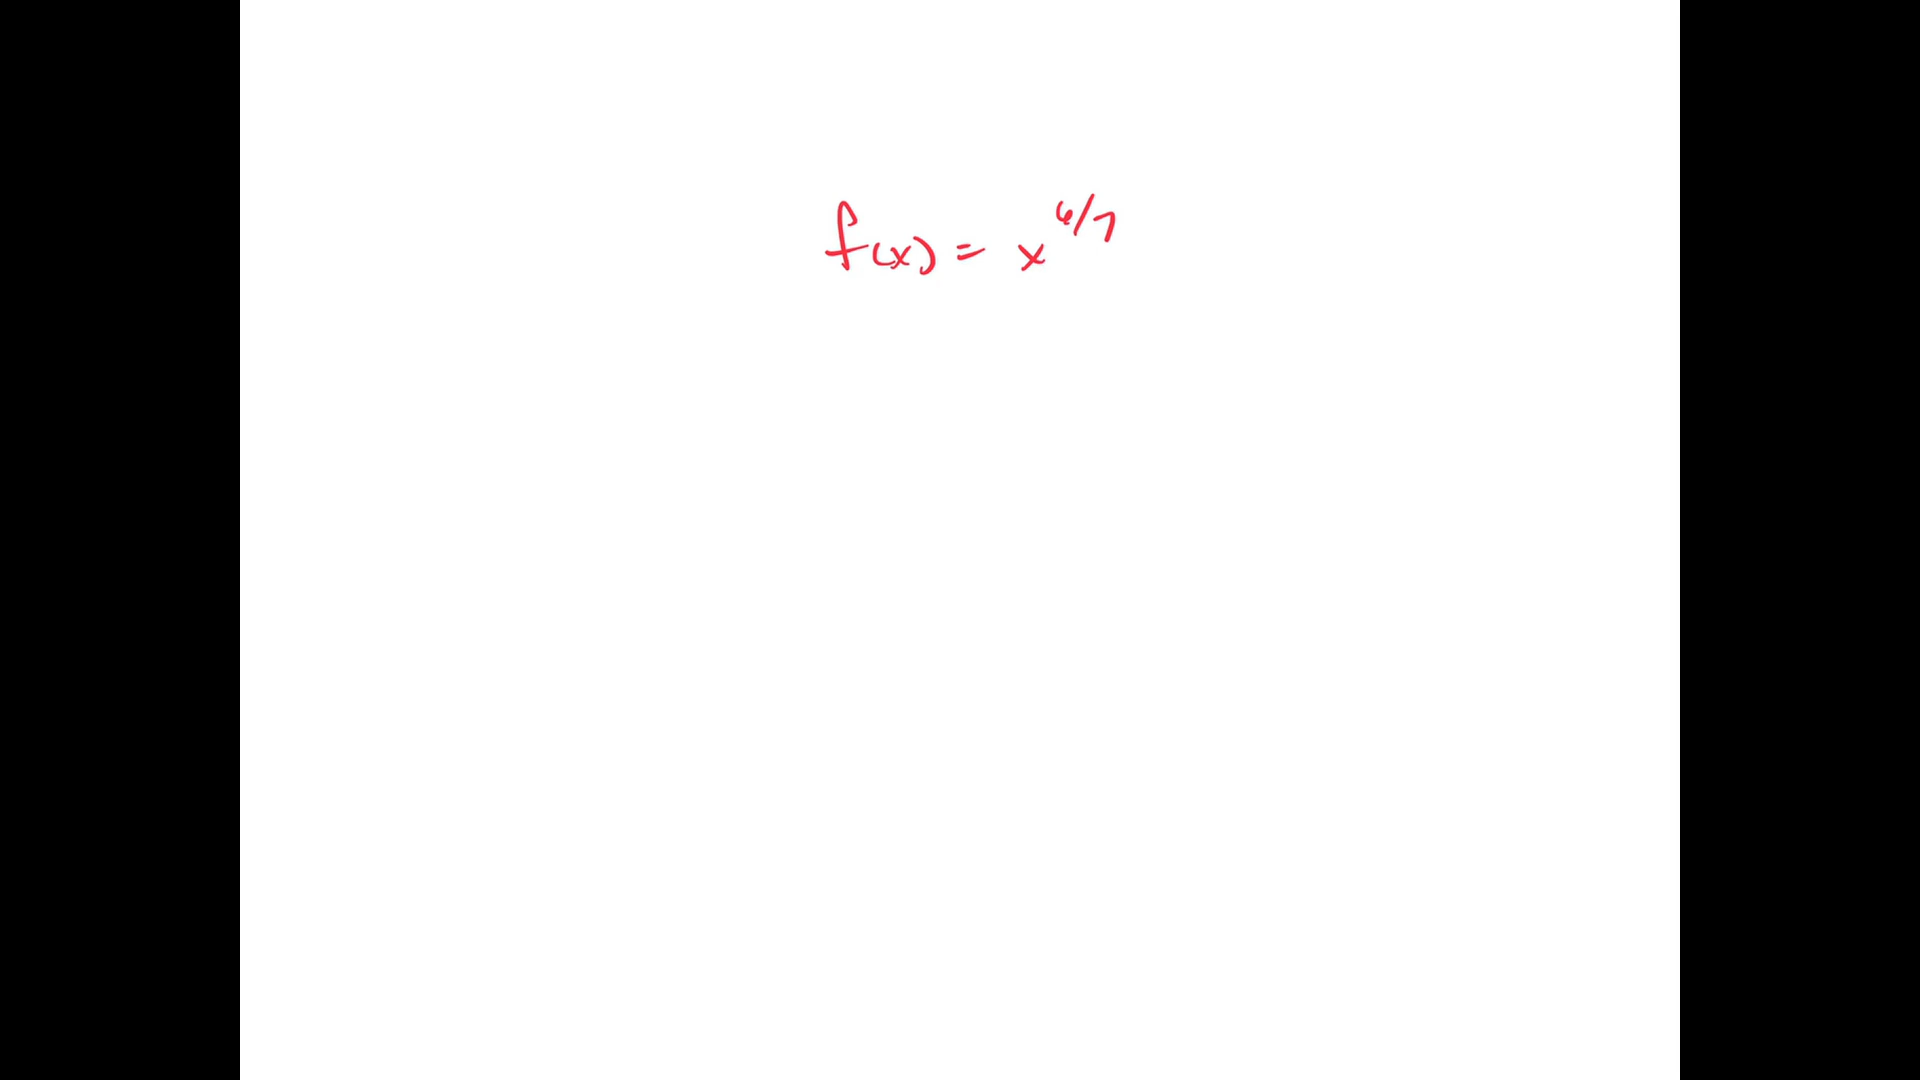 f(x) = x^6/7